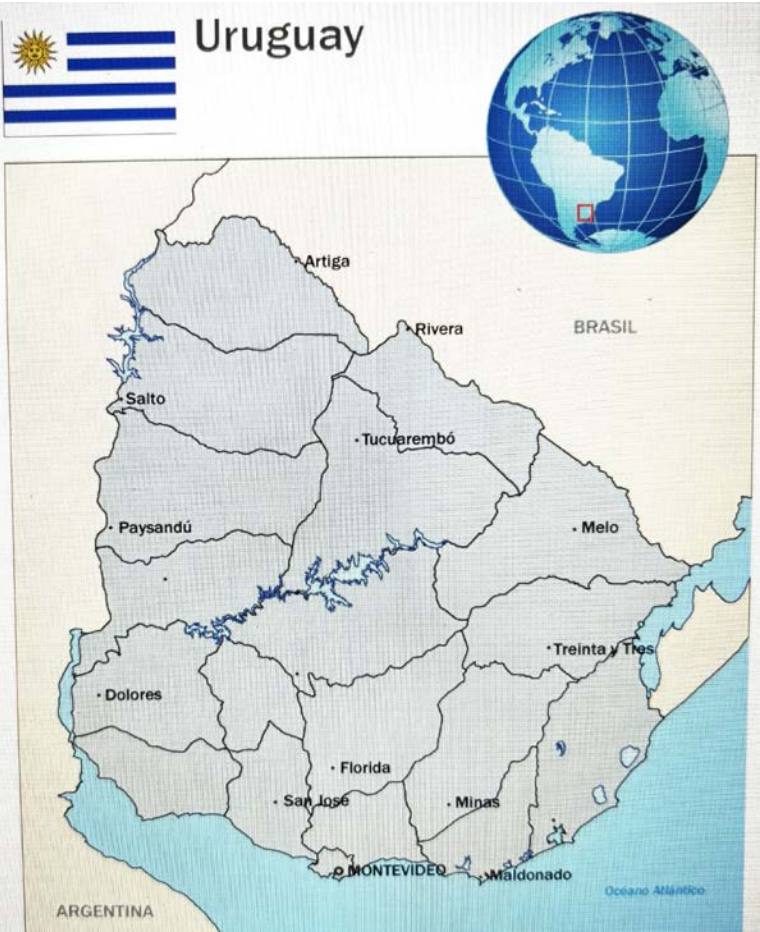 Uruguay
Artiga
Rivera
BRASIL
Salto
Tucuarembó
Paysandú
Melo
Treinta y Tres
Dolores
Florida
San José
Minas
MONTEVIDEO
Maldonado
Océano Atlántico
ARGENTINA